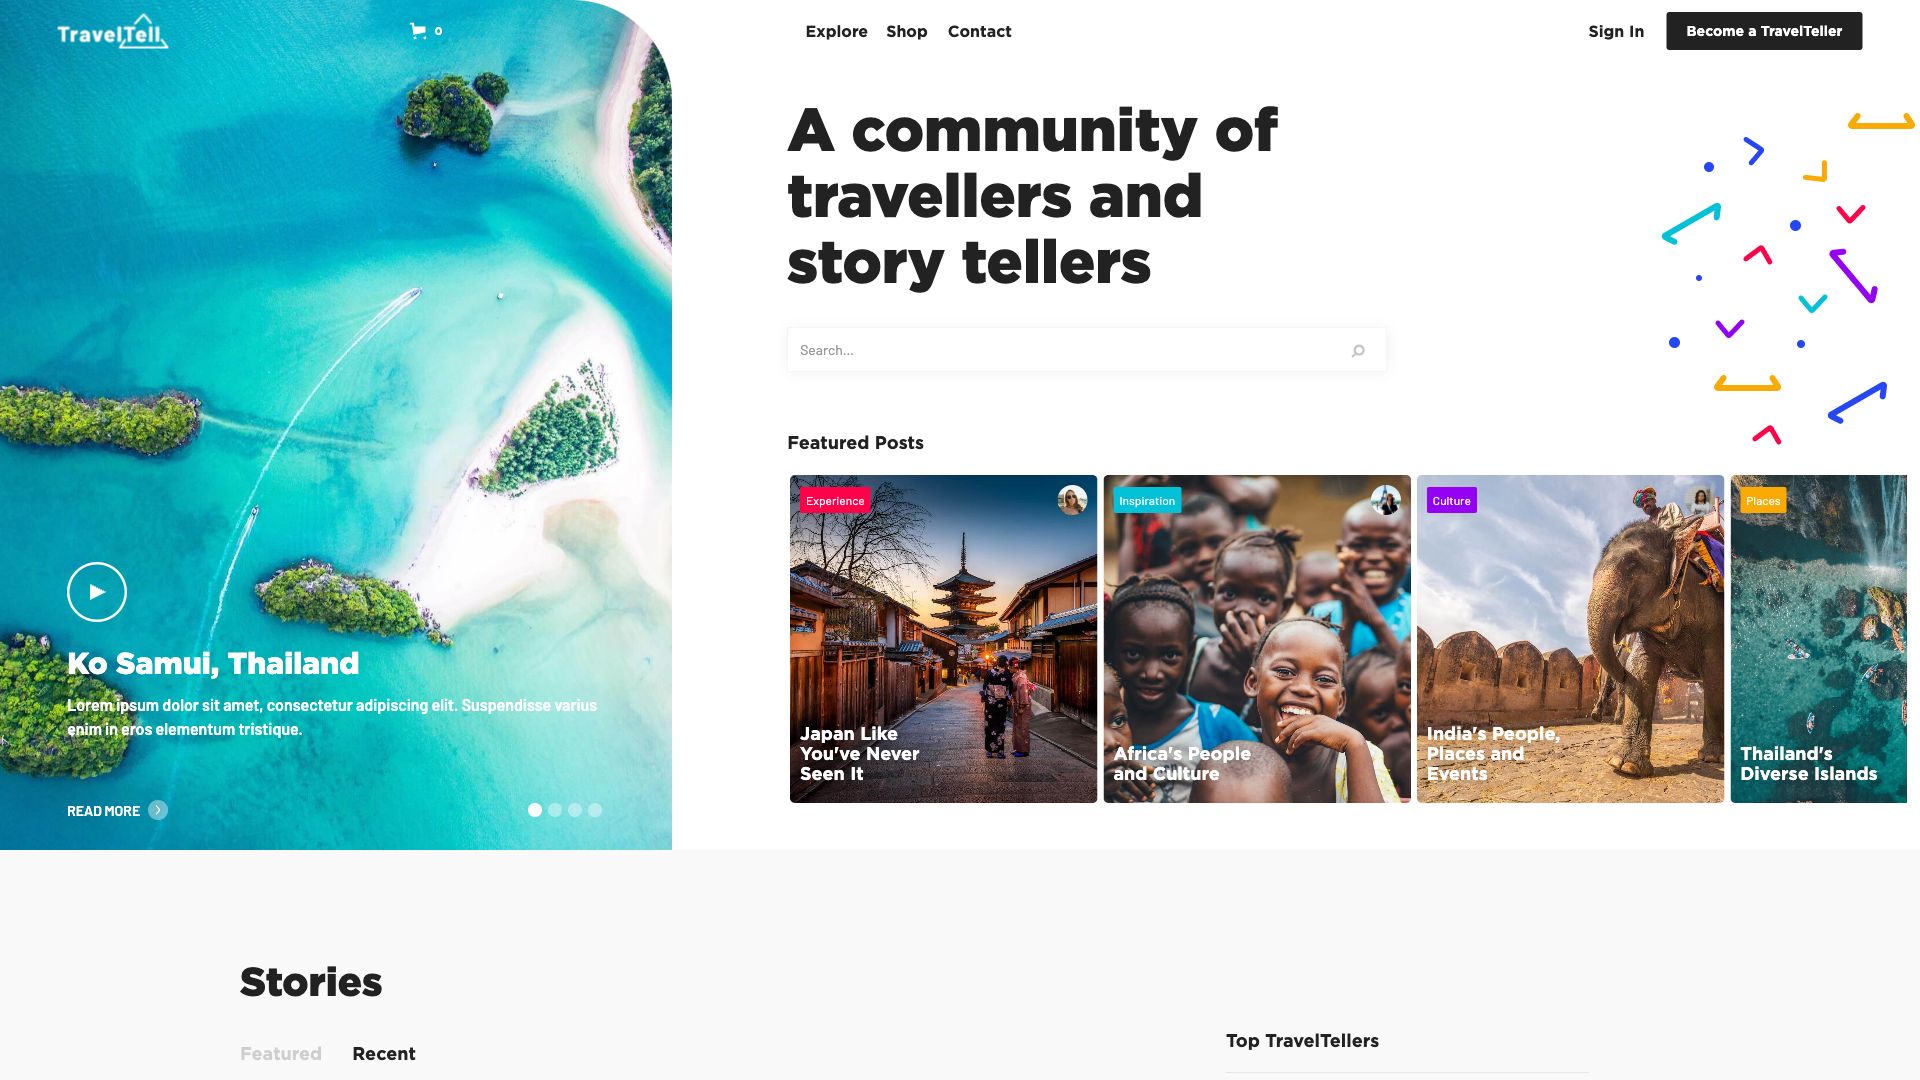 TravelTell
0
Explore
Shop
Contact
Sign In
Become a TravelTeller
A community of
travellers and
story tellers
Search...
Ko Samui, Thailand
Lorem ipsum dolor sit amet, consectetur adipiscing elit. Suspendisse varius
enim in eros elementum tristique.
READ MORE
Featured Posts
Experience
Japan Like
You've Never
Seen It
Inspiration
Africa's People
and Culture
Culture
India's People,
Places and
Events
Places
Thailand's
Diverse Islands
Stories
Featured
Recent
Top TravelTellers